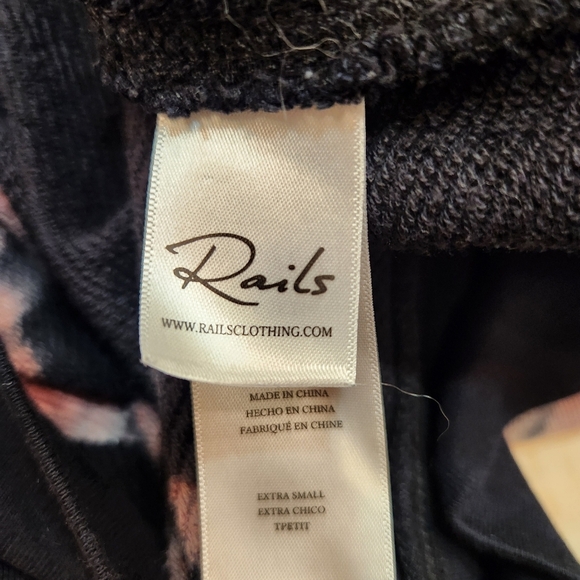 Rails
WWW.RAILSCLOTHING.COM
MADE IN CHINA
HECHO EN CHINA
FABRIQUÉ EN CHINE
EXTRA SMALL
EXTRA CHICO
TPETIT